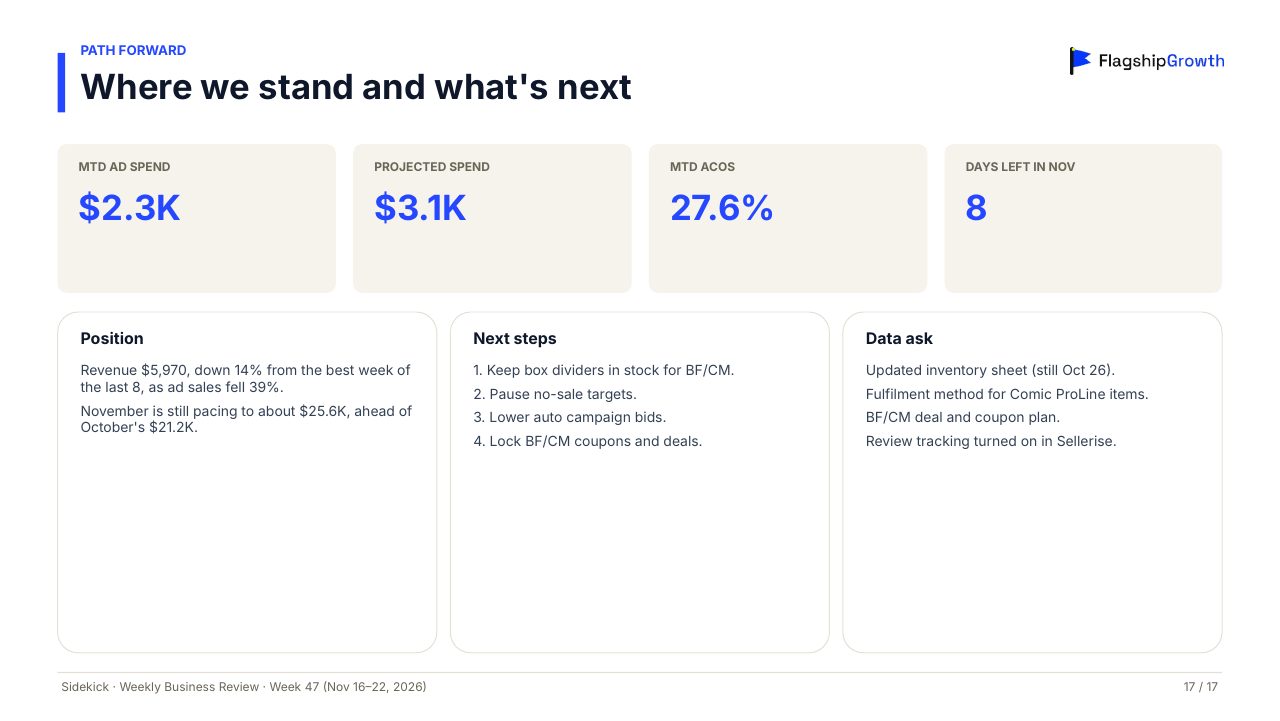 PATH FORWARD
Where we stand and what's next
FlagshipGrowth
MTD AD SPEND
$2.3K
PROJECTED SPEND
$3.1K
MTD ACOS
27.6%
DAYS LEFT IN NOV
8
Position
Revenue $5,970, down 14% from the best week of
the last 8, as ad sales fell 39%.
November is still pacing to about $25.6K, ahead of
October's $21.2K.
Next steps
1. Keep box dividers in stock for BF/CM.
2. Pause no-sale targets.
3. Lower auto campaign bids.
4. Lock BF/CM coupons and deals.
Data ask
Updated inventory sheet (still Oct 26).
Fulfilment method for Comic ProLine items.
BF/CM deal and coupon plan.
Review tracking turned on in Sellerise.
Sidekick · Weekly Business Review · Week 47 (Nov 16–22, 2026)
17 / 17